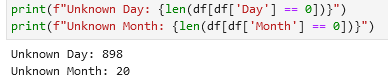 print(f"Unknown Day: {len(df[df['Day'] == 0])}")
print(f"Unknown Month: {len(df[df['Month'] == 0])}")
Unknown Day: 898
Unknown Month: 20